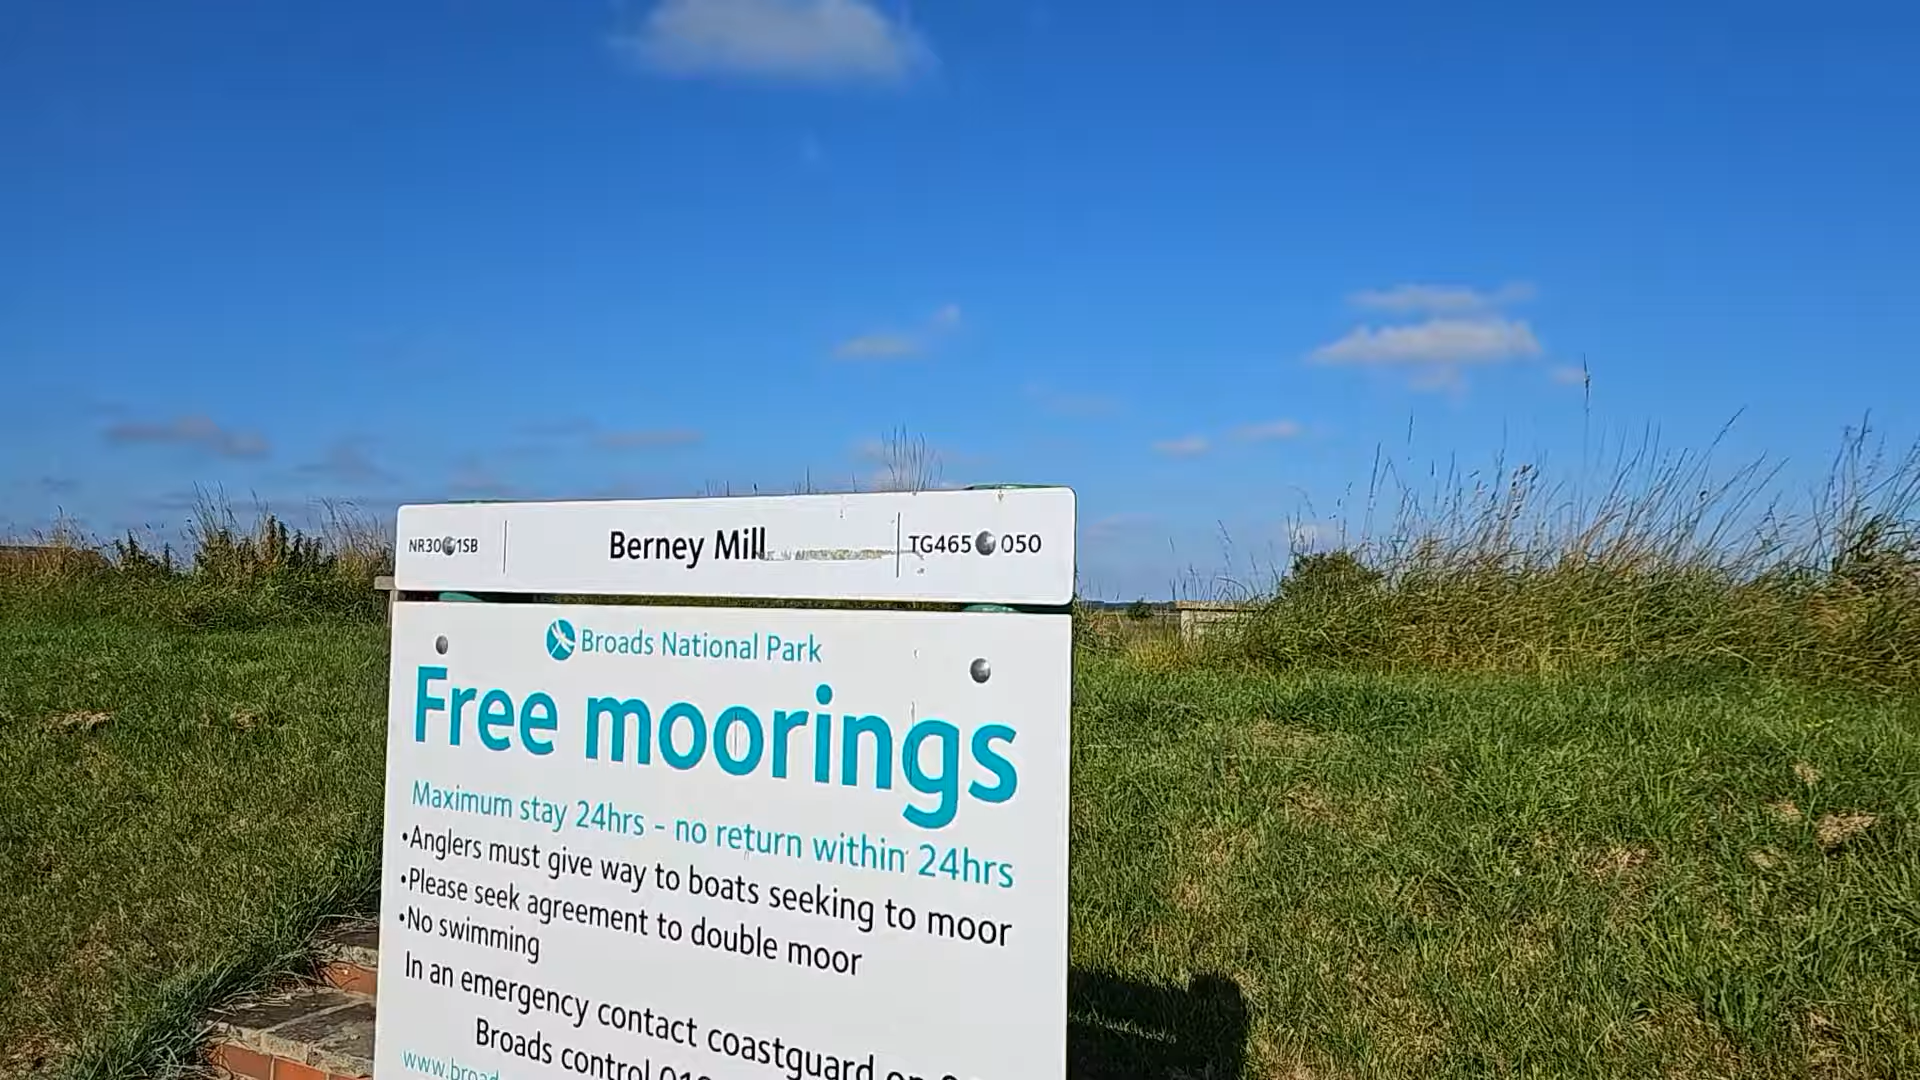 Berney Mill
TG465 050
Broads National Park
Free moorings
Maximum stay 24hrs - no return within 24hrs
•Anglers must give way to boats seeking to moor
•Please seek agreement to double moor
•No swimming
In an emergency contact coastguard on
Broads control